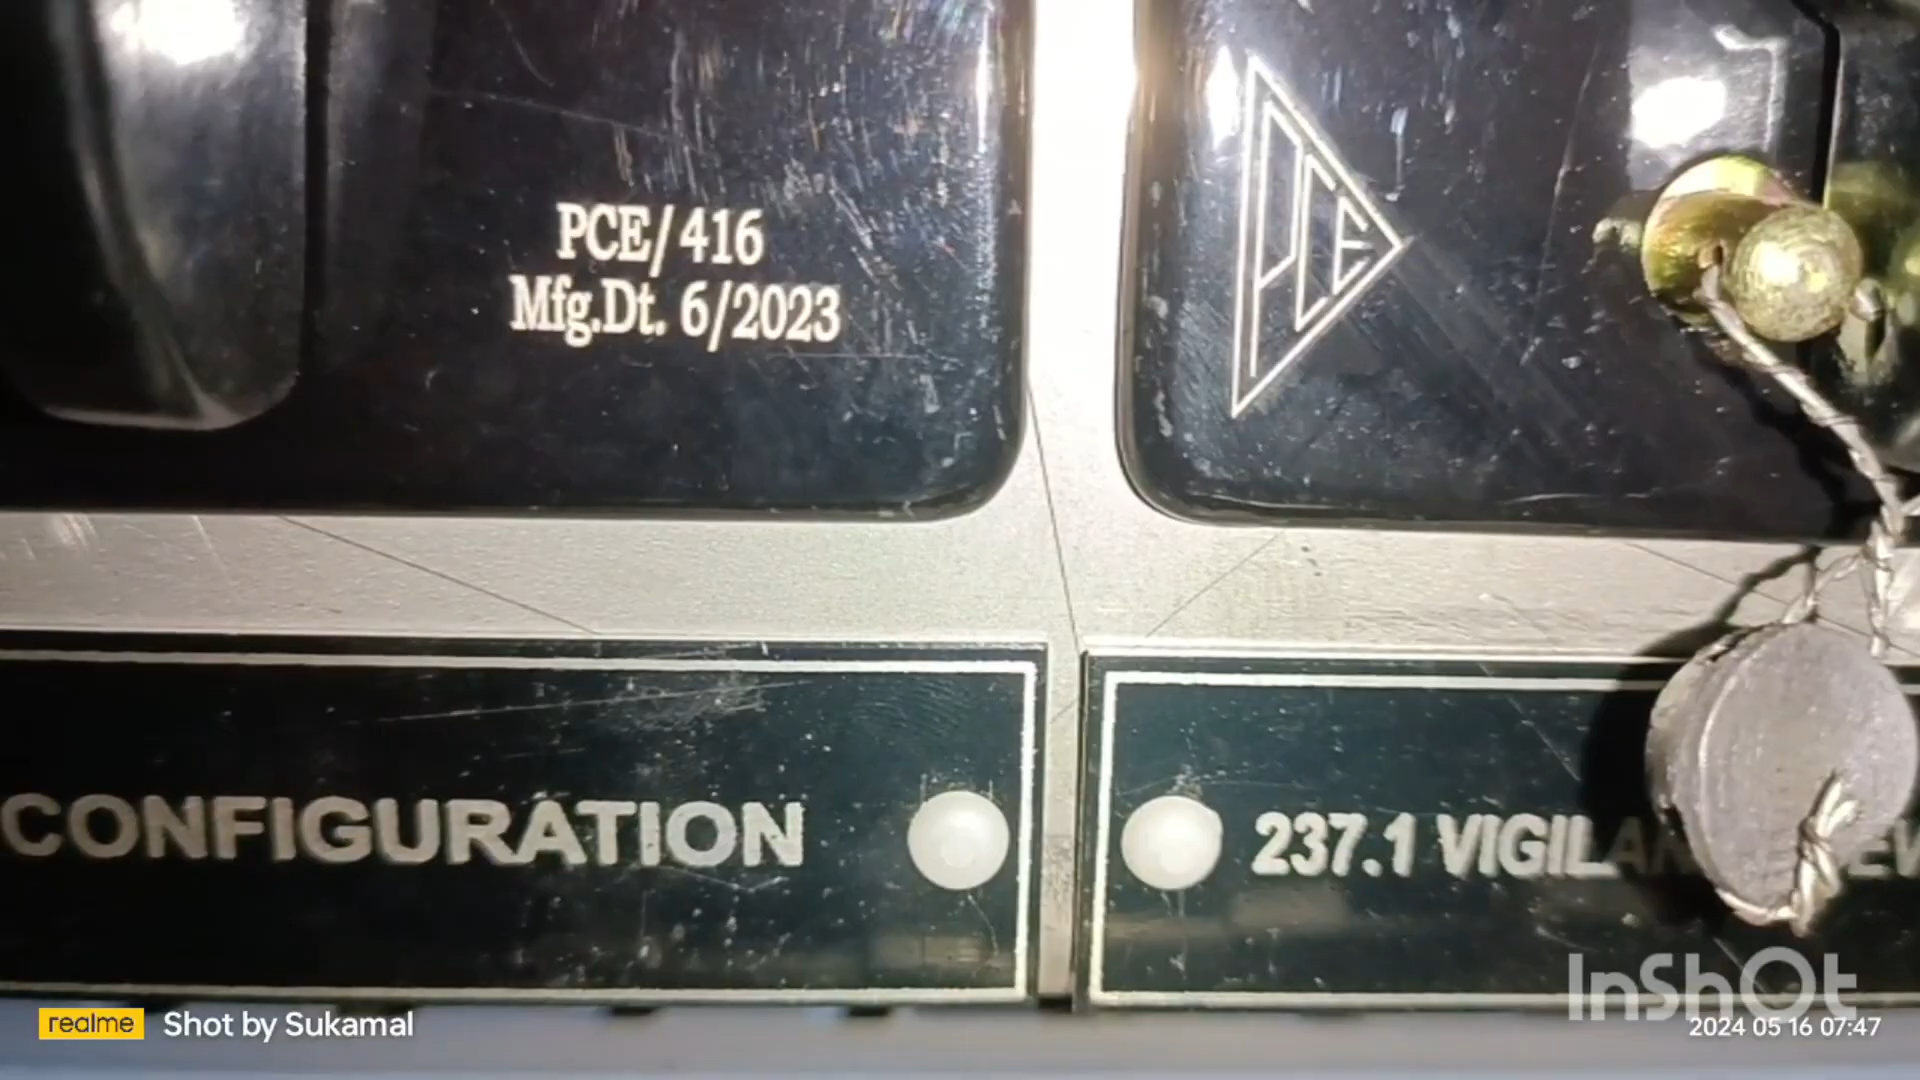 PCE/416
Mfg.Dt. 6/2023
PCE
CONFIGURATION
237.1
InShOt
realme Shot by Sukamal
2024 05 16 07:47